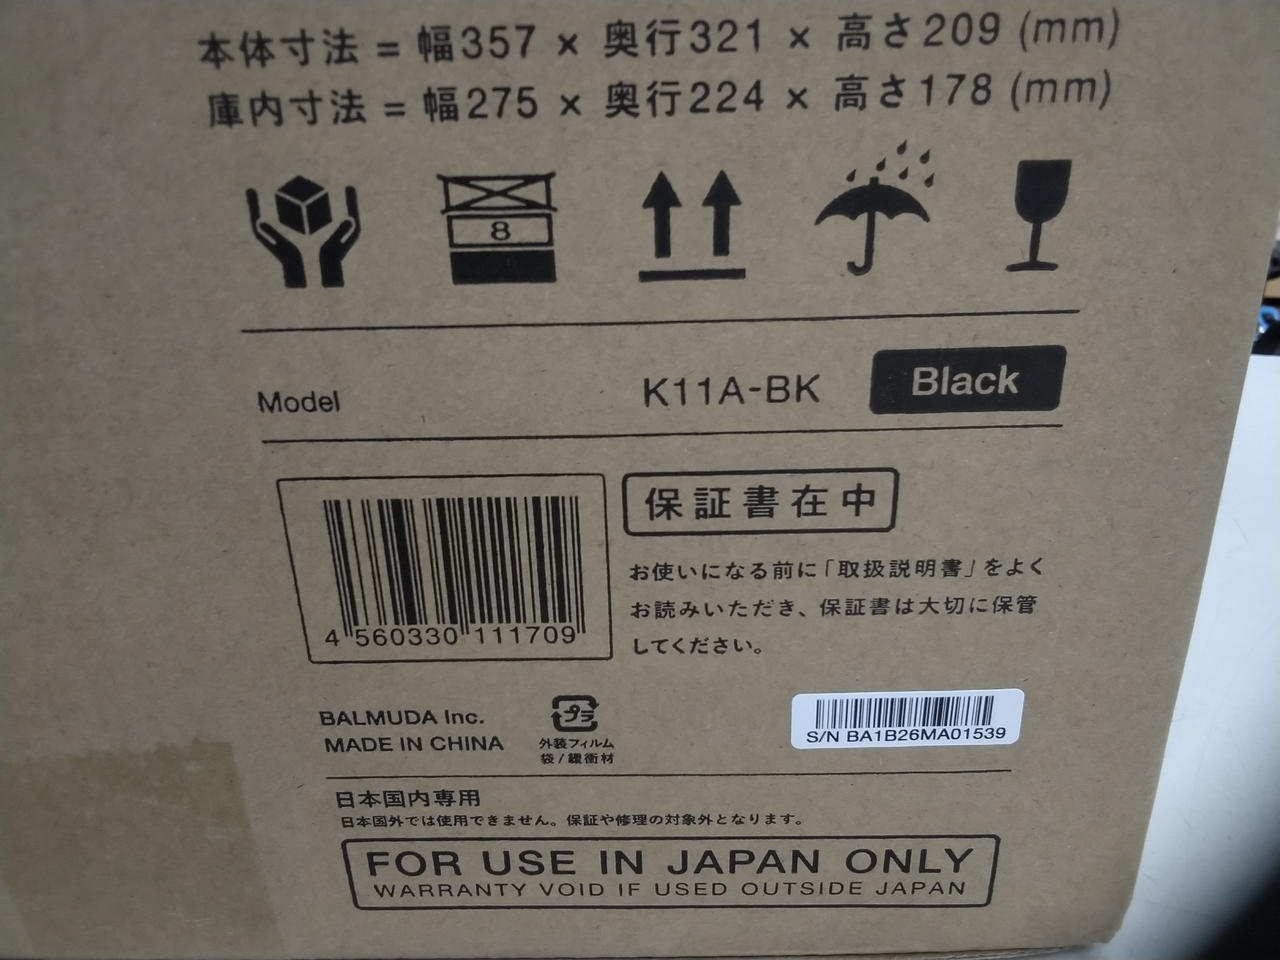 本体寸法 = 幅357 × 奥行321 × 高さ209 (mm)
庫内寸法 = 幅275 × 奥行224 × 高さ178 (mm)
8
Model K11A-BK Black
保証書在中
お使いになる前に「取扱説明書」をよく
お読みいただき、保証書は大切に保管
してください。
4 560330 111709
BALMUDA Inc.
MADE IN CHINA
プラ
外装フィルム
袋/緩衝材
S/N BA1B26MA01539
日本国内専用
日本国外では使用できません。保証や修理の対象外となります。
FOR USE IN JAPAN ONLY
WARRANTY VOID IF USED OUTSIDE JAPAN